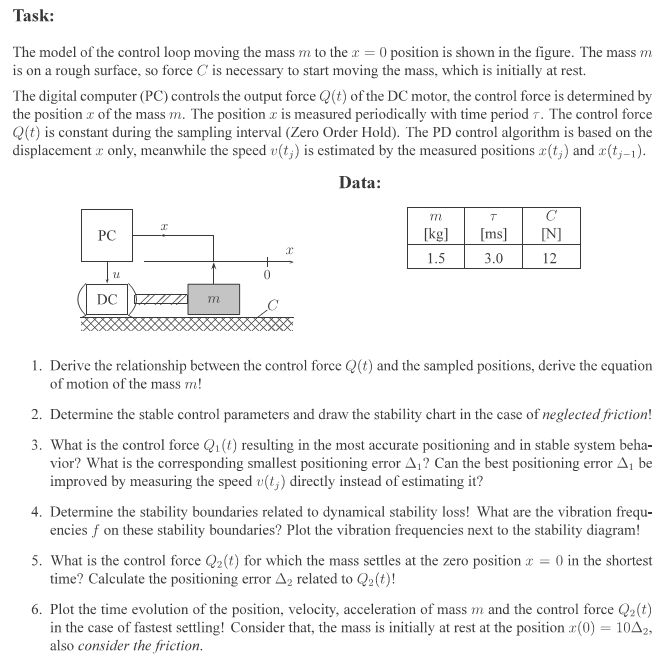 Task:
The model of the control loop moving the mass m to the x = 0 position is shown in the figure. The mass m
is on a rough surface, so force C is necessary to start moving the mass, which is initially at rest.
The digital computer (PC) controls the output force Q(t) of the DC motor, the control force is determined by
the position x of the mass m. The position x is measured periodically with time period τ. The control force
Q(t) is constant during the sampling interval (Zero Order Hold). The PD control algorithm is based on the
displacement x only, meanwhile the speed v(t_j) is estimated by the measured positions x(t_j) and x(t_{j−1}).
Data:
PC
x
x
0
u
DC
m
C
m τ C
[kg] [ms] [N]
1.5 3.0 12
1. Derive the relationship between the control force Q(t) and the sampled positions, derive the equation
of motion of the mass m!
2. Determine the stable control parameters and draw the stability chart in the case of neglected friction!
3. What is the control force Q₁(t) resulting in the most accurate positioning and in stable system beha-
vior? What is the corresponding smallest positioning error Δ₁? Can the best positioning error Δ₁ be
improved by measuring the speed v(t_j) directly instead of estimating it?
4. Determine the stability boundaries related to dynamical stability loss! What are the vibration frequ-
encies f on these stability boundaries? Plot the vibration frequencies next to the stability diagram!
5. What is the control force Q₂(t) for which the mass settles at the zero position x = 0 in the shortest
time? Calculate the positioning error Δ₂ related to Q₂(t)!
6. Plot the time evolution of the position, velocity, acceleration of mass m and the control force Q₂(t)
in the case of fastest settling! Consider that, the mass is initially at rest at the position x(0) = 10Δ₂,
also consider the friction.